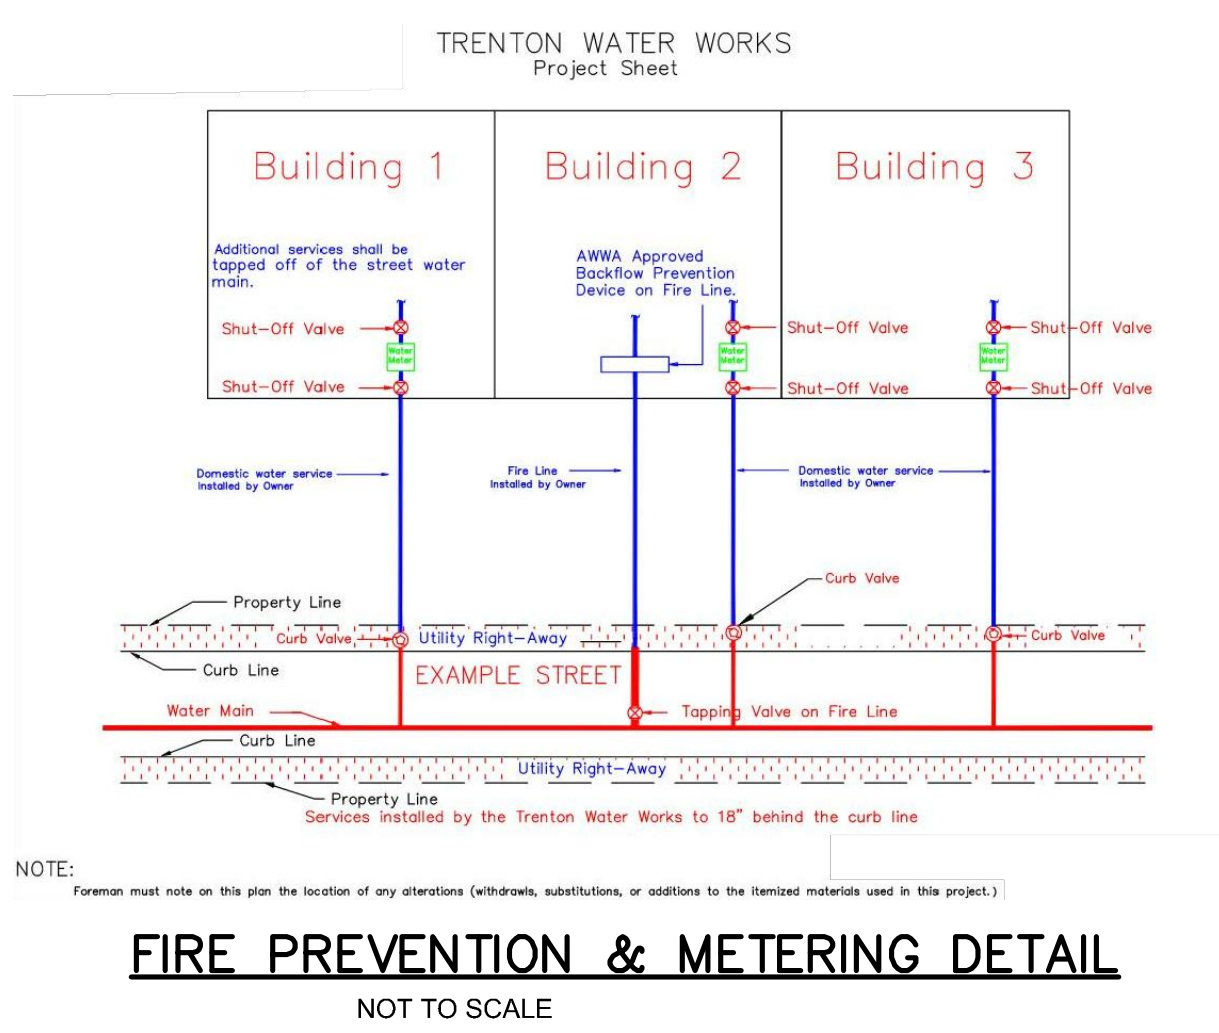 TRENTON WATER WORKS
Project Sheet
Building 1
Building 2
Building 3
Additional services shall be
tapped off of the street water
main.
AWWA Approved
Backflow Prevention
Device on Fire Line.
Shut-Off Valve
Shut-Off Valve
Shut-Off Valve
Water
Meter
Water
Meter
Water
Meter
Shut-Off Valve
Shut-Off Valve
Shut-Off Valve
Domestic water service
Installed by Owner
Fire Line
Installed by Owner
Domestic water service
Installed by Owner
Curb Valve
Property Line
Curb Valve
Utility Right-Away
Curb Valve
Curb Line
EXAMPLE STREET
Water Main
Tapping Valve on Fire Line
Curb Line
Utility Right-Away
Property Line
Services installed by the Trenton Water Works to 18" behind the curb line
NOTE:
Foreman must note on this plan the location of any alterations (withdrawls, substitutions, or additions to the itemized materials used in this project.)
FIRE PREVENTION & METERING DETAIL
NOT TO SCALE